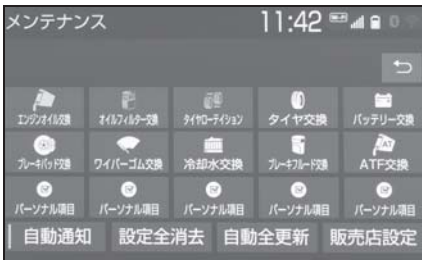 メンテナンス 11:42
エンジンオイル交換 オイルフィルター交換 タイヤローテイション タイヤ交換 バッテリー交換
ブレーキパッド交換 ワイパーゴム交換 冷却水交換 ブレーキフルード交換 ATF交換
パーソナル項目 パーソナル項目 パーソナル項目 パーソナル項目 パーソナル項目
自動通知 設定全消去 自動全更新 販売店設定